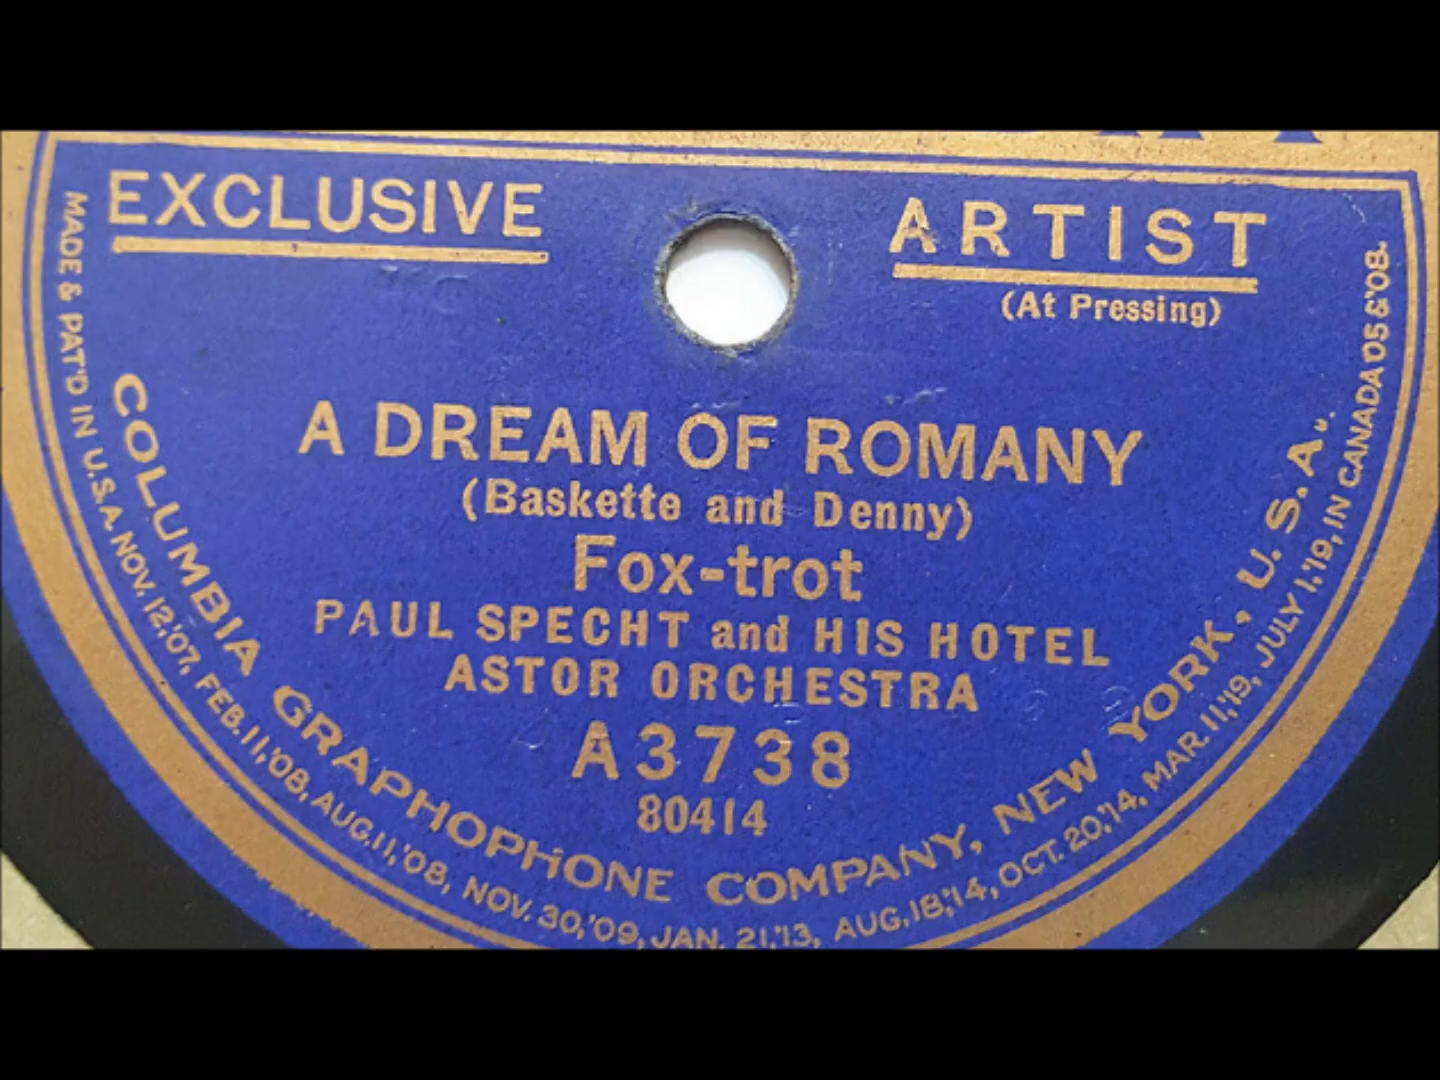 EXCLUSIVE
ARTIST
(At Pressing)
A DREAM OF ROMANY
(Baskette and Denny)
Fox-trot
PAUL SPECHT and HIS HOTEL
ASTOR ORCHESTRA
A3738
80414
COLUMBIA GRAPHOPHONE COMPANY, NEW YORK, U.S.A.
MADE & PAT'D IN U.S.A. NOV. 12,'07, FEB. 11,'08, AUG. 11,'08, NOV. 30,'09, JAN. 21,'13, AUG. 18,'14, OCT. 20,'14, MAR. 11,'19, JULY 1,'19, IN CANADA '05 & '08.